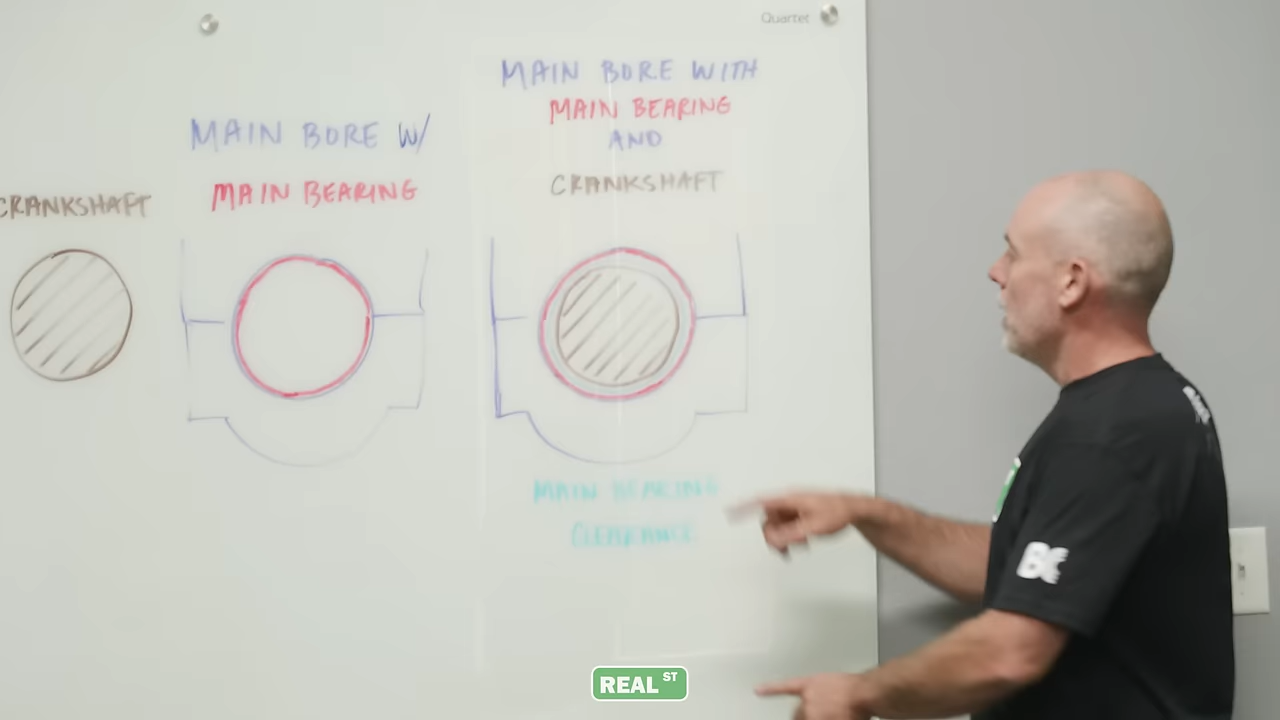 Quartet
CRANKSHAFT
MAIN BORE W/
MAIN BEARING
MAIN BORE WITH
MAIN BEARING
AND
CRANKSHAFT
MAIN BEARING
CLEARANCE
REAL ST